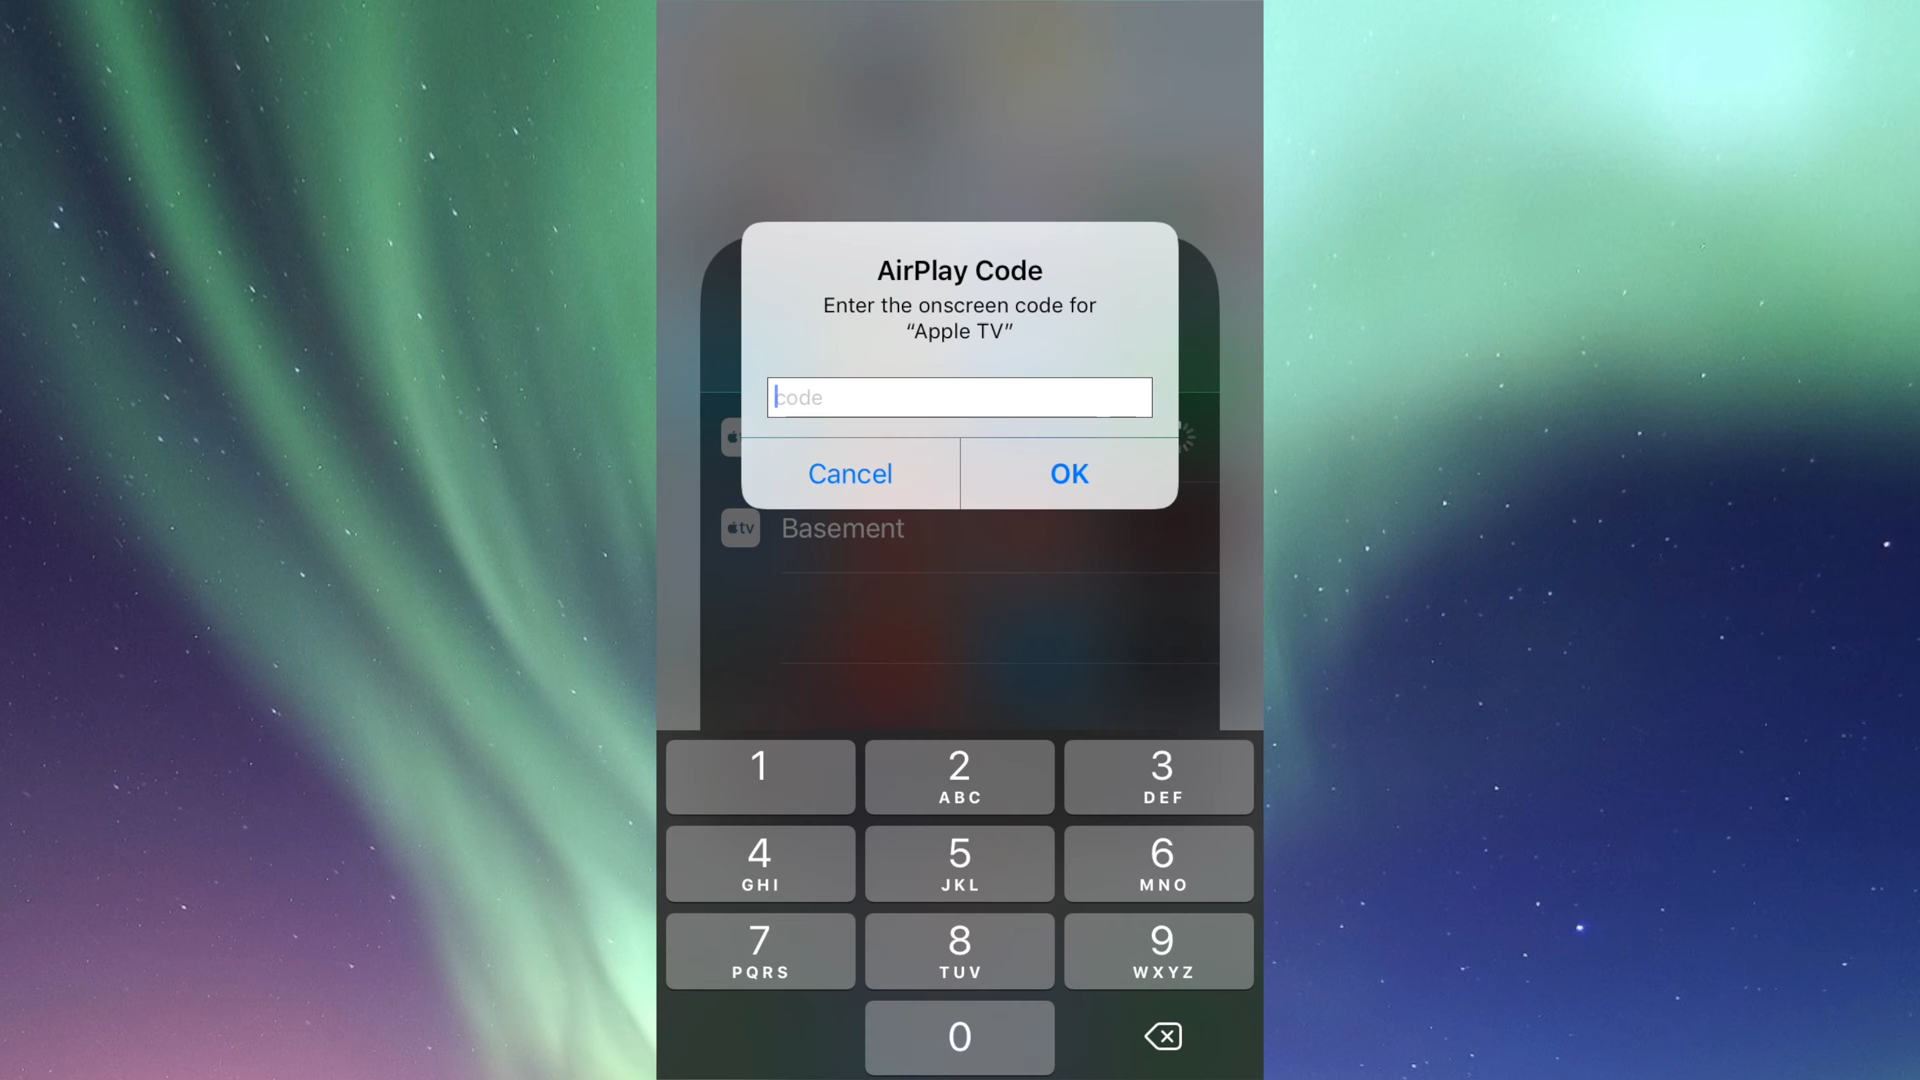 AirPlay Code
Enter the onscreen code for
“Apple TV”
code
Cancel
OK
tv
Basement
1
2
ABC
3
DEF
4
GHI
5
JKL
6
MNO
7
PQRS
8
TUV
9
WXYZ
0